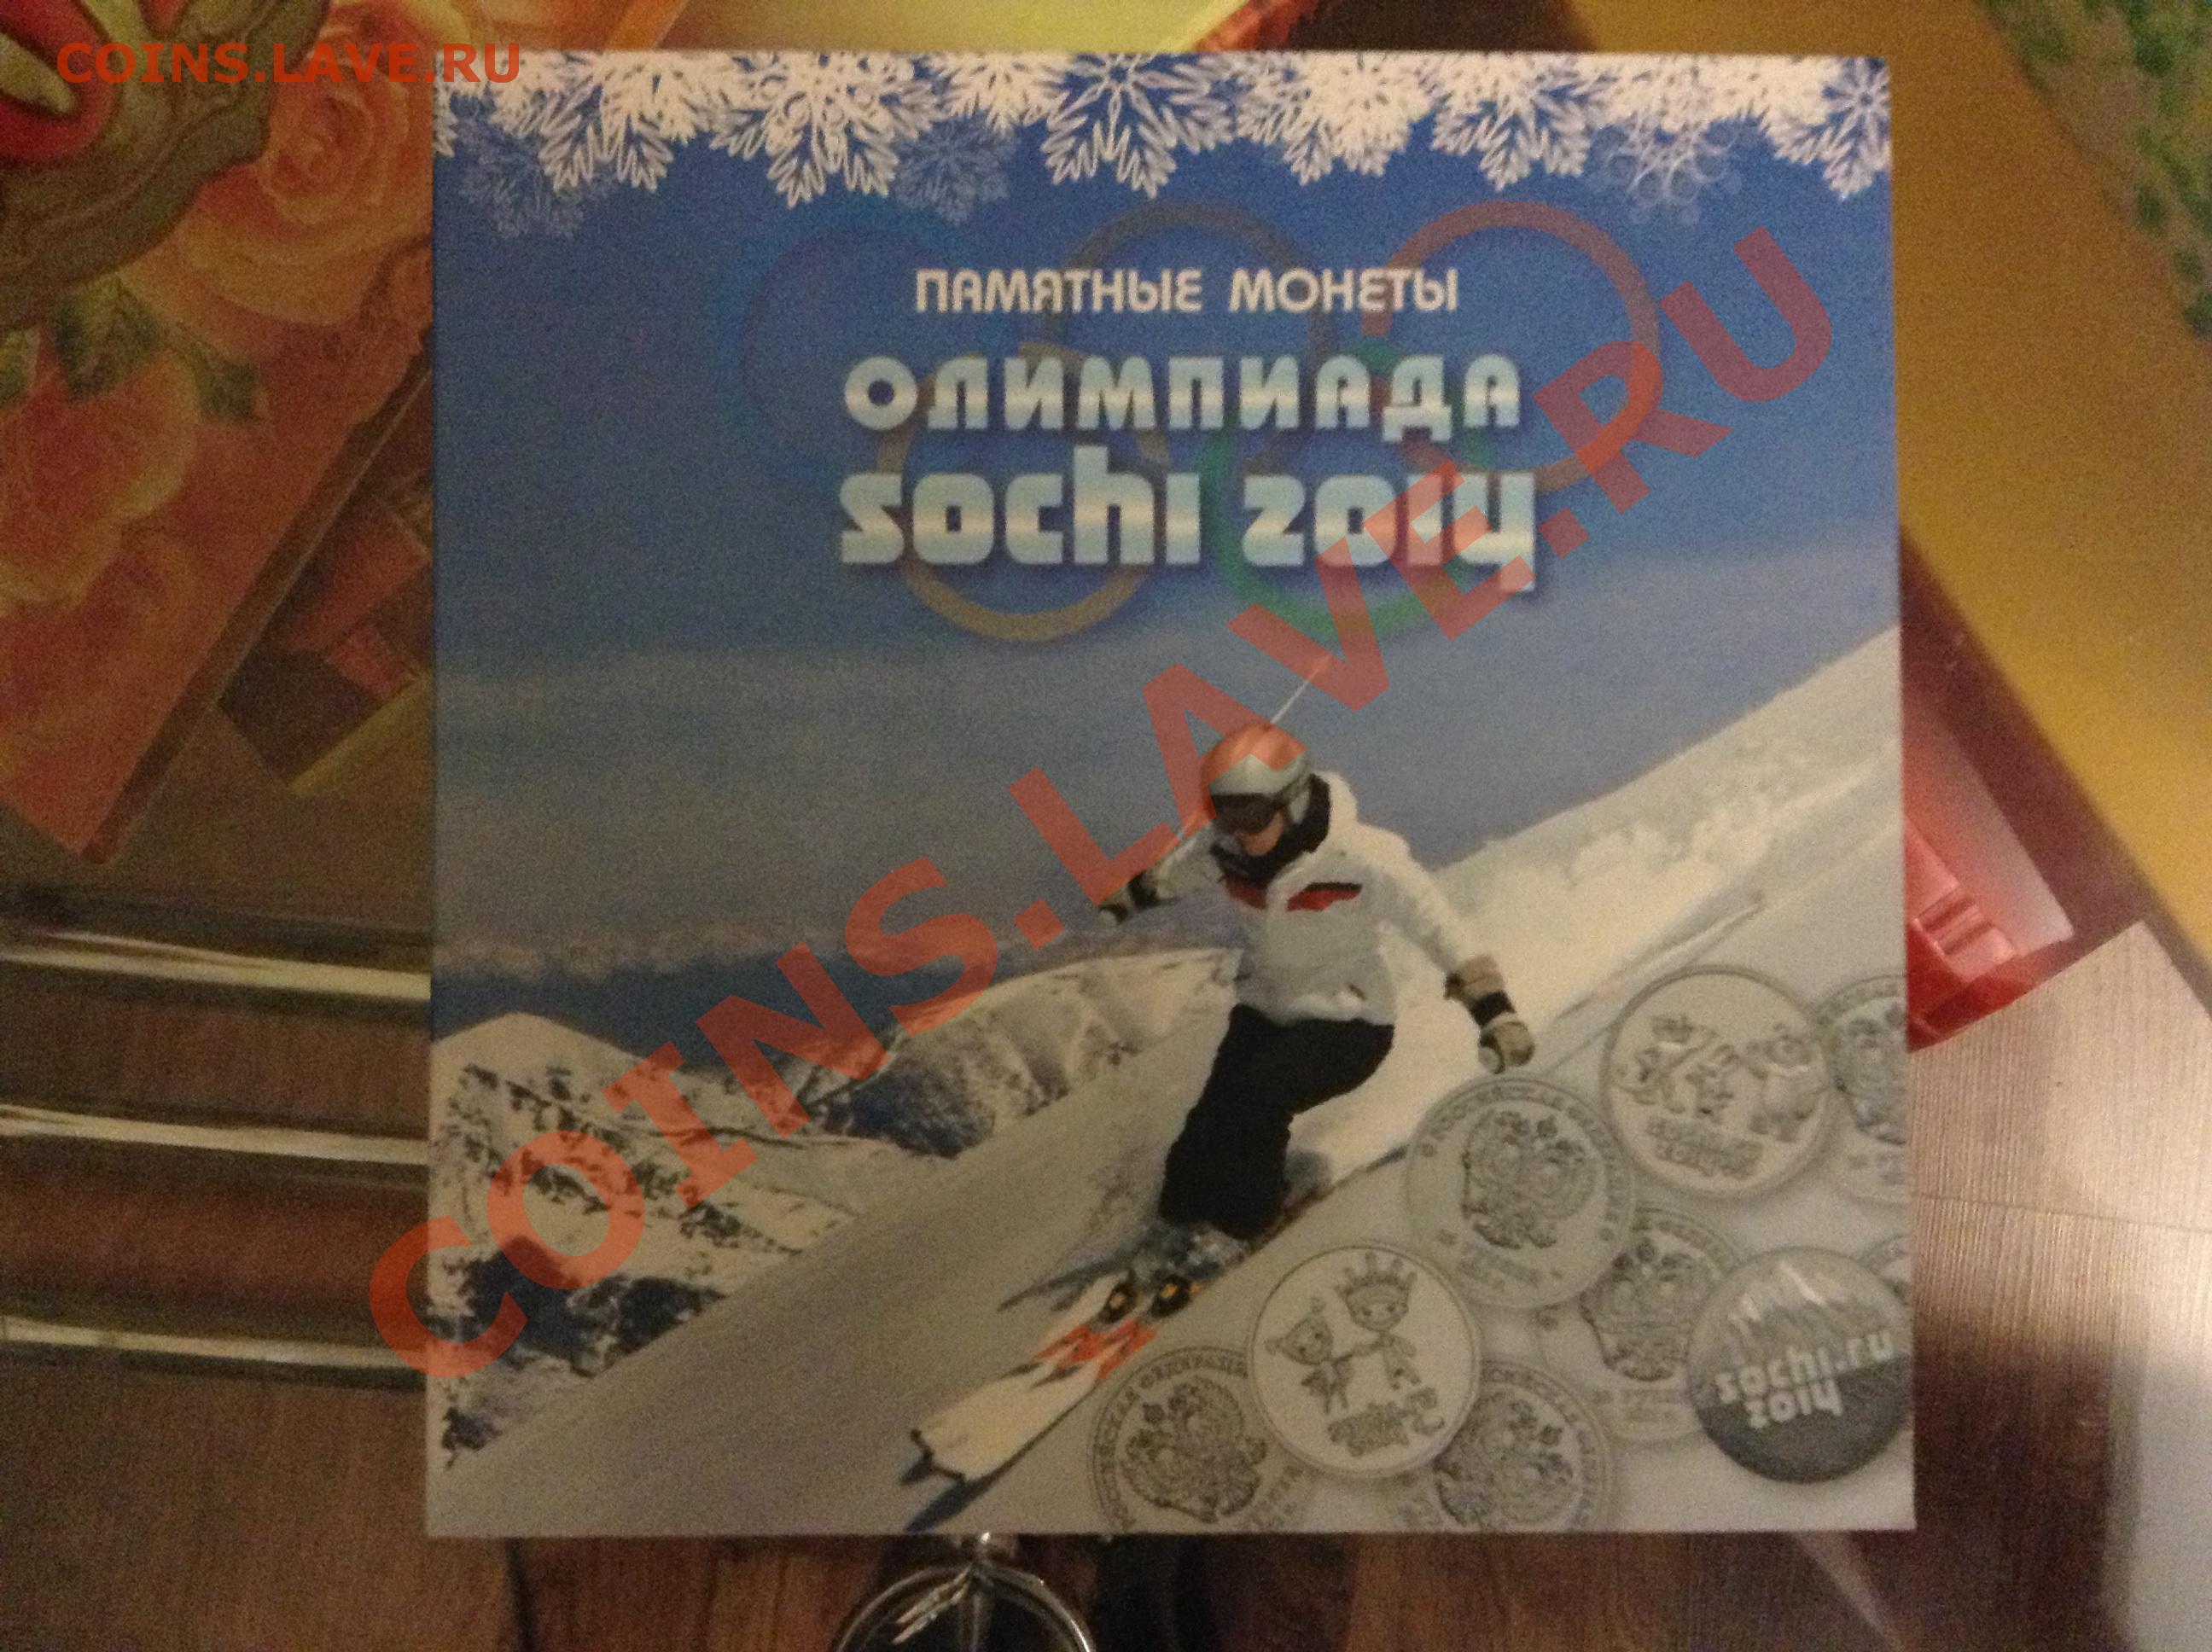 COINS.LAVE.RU
ПАМЯТНЫЕ МОНЕТЫ
ОЛИМПИАДА
sochi 2014
COINS.LAVE.RU
sochi.ru
2014